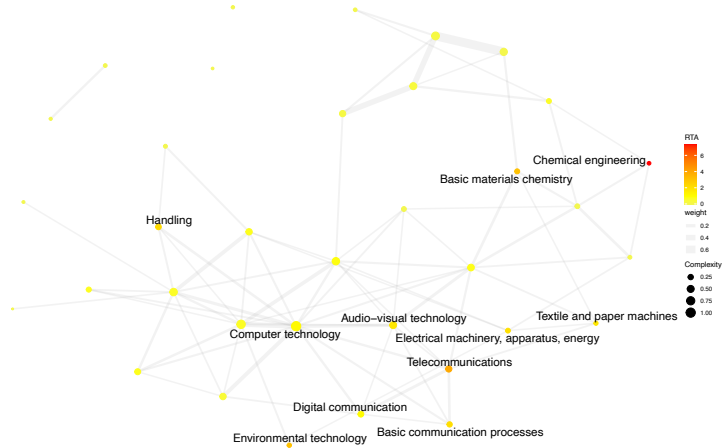 Chemical engineering
Basic materials chemistry
Handling
Audio−visual technology
Computer technology
Textile and paper machines
Electrical machinery, apparatus, energy
Telecommunications
Digital communication
Basic communication processes
Environmental technology
RTA
6
4
2
0
weight
0.2
0.4
0.6
Complexity
0.25
0.50
0.75
1.00